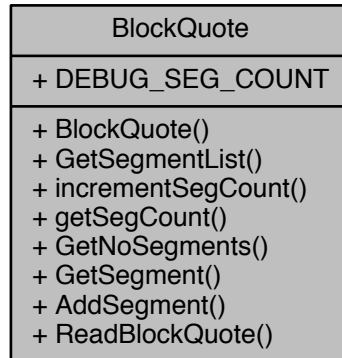 BlockQuote
+ DEBUG_SEG_COUNT
+ BlockQuote()
+ GetSegmentList()
+ incrementSegCount()
+ getSegCount()
+ GetNoSegments()
+ GetSegment()
+ AddSegment()
+ ReadBlockQuote()